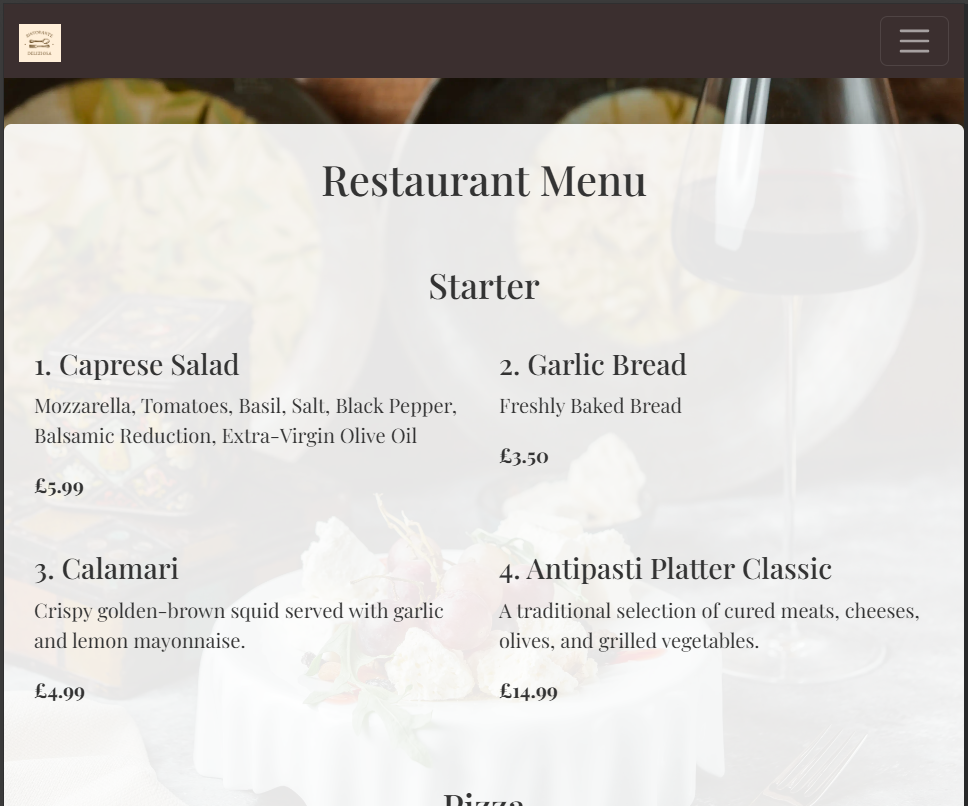 Restaurant Menu
Starter
1. Caprese Salad
Mozzarella, Tomatoes, Basil, Salt, Black Pepper,
Balsamic Reduction, Extra-Virgin Olive Oil
£5.99
2. Garlic Bread
Freshly Baked Bread
£3.50
3. Calamari
Crispy golden-brown squid served with garlic
and lemon mayonnaise.
£4.99
4. Antipasti Platter Classic
A traditional selection of cured meats, cheeses,
olives, and grilled vegetables.
£14.99
Pizza